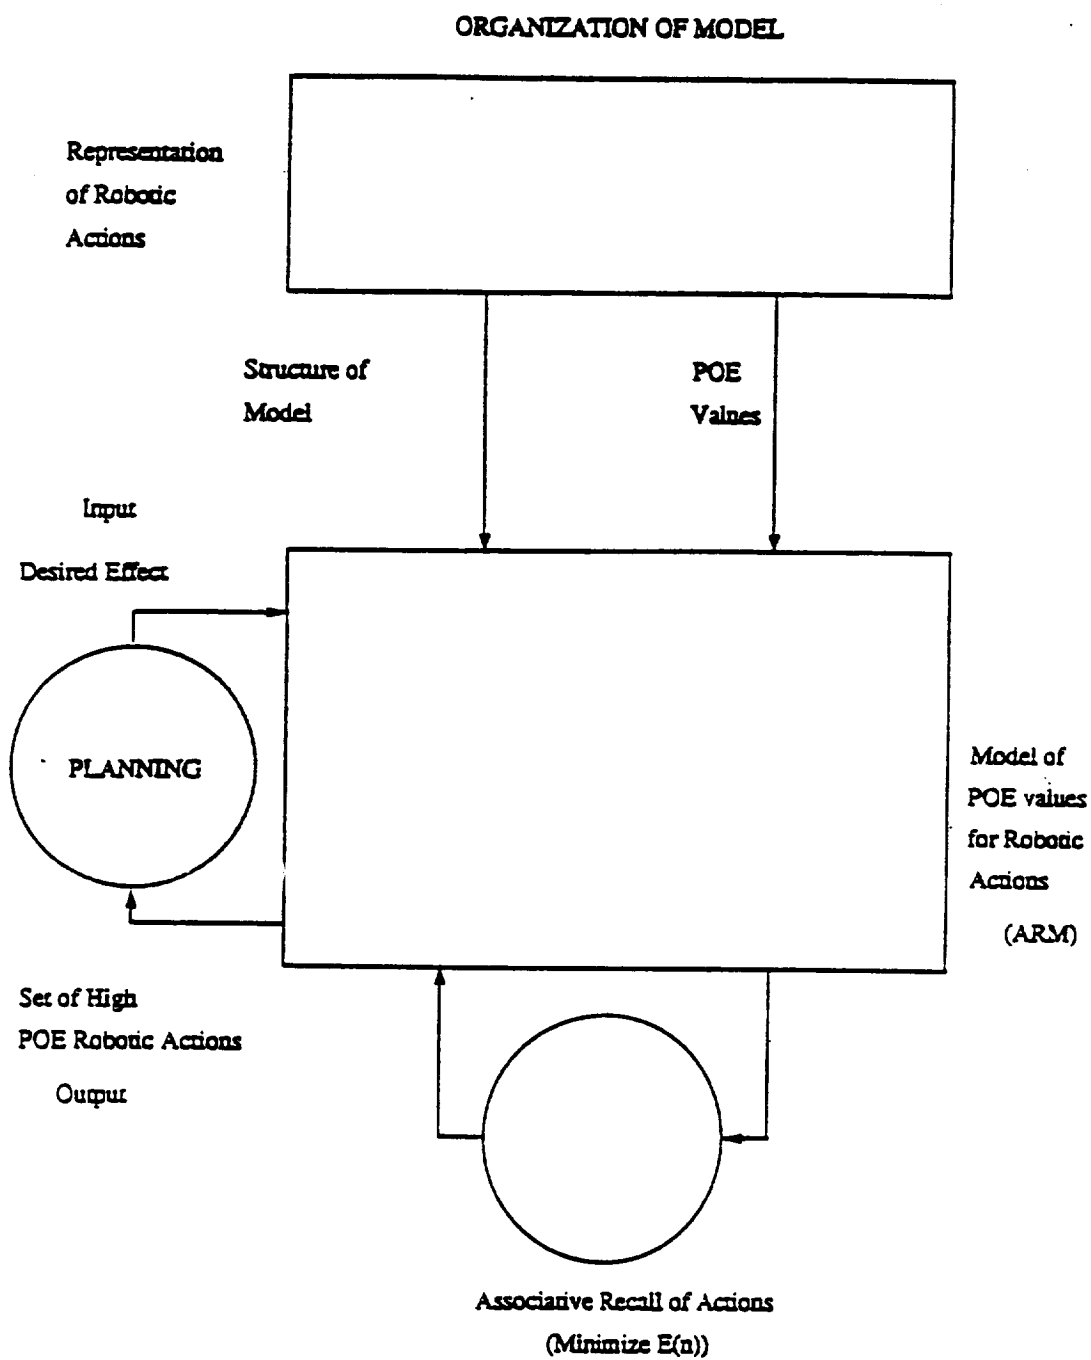 ORGANIZATION OF MODEL
Representation
of Robotic
Actions
Structure of
Model
POE
Values
Input
Desired Effect
PLANNING
Model of
POE values
for Robotic
Actions
(ARM)
Set of High
POE Robotic Actions
Output
Associative Recall of Actions
(Minimize E(n))